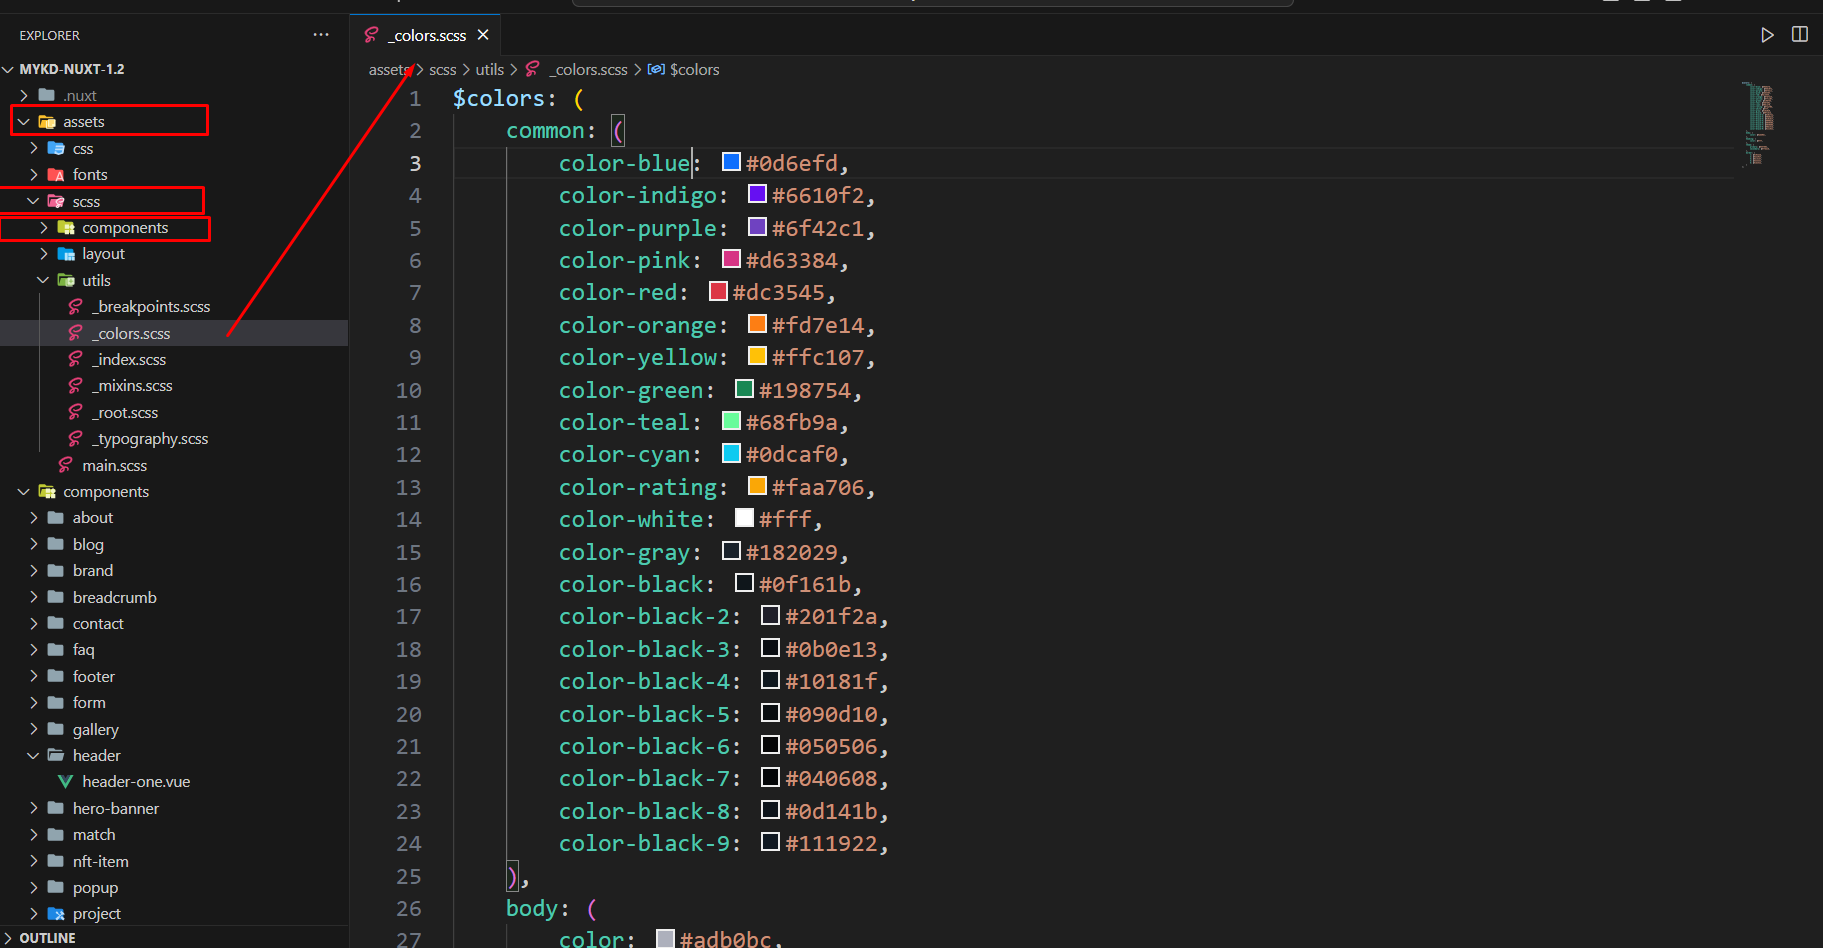 EXPLORER
MYKD-NUXT-1.2
.nuxt
assets
css
fonts
scss
components
layout
utils
_breakpoints.scss
_colors.scss
_index.scss
_mixins.scss
_root.scss
_typography.scss
main.scss
components
about
blog
brand
breadcrumb
contact
faq
footer
form
gallery
header
header-one.vue
hero-banner
match
nft-item
popup
project
OUTLINE
_colors.scss
assets > scss > utils > _colors.scss > $colors
1 $colors: (
2 common: (
3 color-blue: #0d6efd,
4 color-indigo: #6610f2,
5 color-purple: #6f42c1,
6 color-pink: #d63384,
7 color-red: #dc3545,
8 color-orange: #fd7e14,
9 color-yellow: #ffc107,
10 color-green: #198754,
11 color-teal: #68fb9a,
12 color-cyan: #0dcaf0,
13 color-rating: #faa706,
14 color-white: #fff,
15 color-gray: #182029,
16 color-black: #0f161b,
17 color-black-2: #201f2a,
18 color-black-3: #0b0e13,
19 color-black-4: #10181f,
20 color-black-5: #090d10,
21 color-black-6: #050506,
22 color-black-7: #040608,
23 color-black-8: #0d141b,
24 color-black-9: #111922,
25 ),
26 body: (
27 color: #adb0bc,